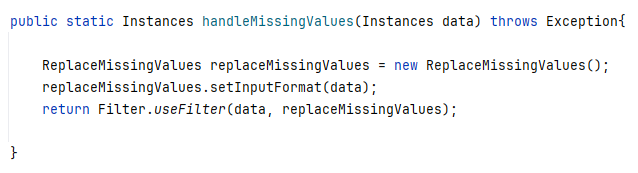 public static Instances handleMissingValues(Instances data) throws Exception{
ReplaceMissingValues replaceMissingValues = new ReplaceMissingValues();
replaceMissingValues.setInputFormat(data);
return Filter.useFilter(data, replaceMissingValues);
}